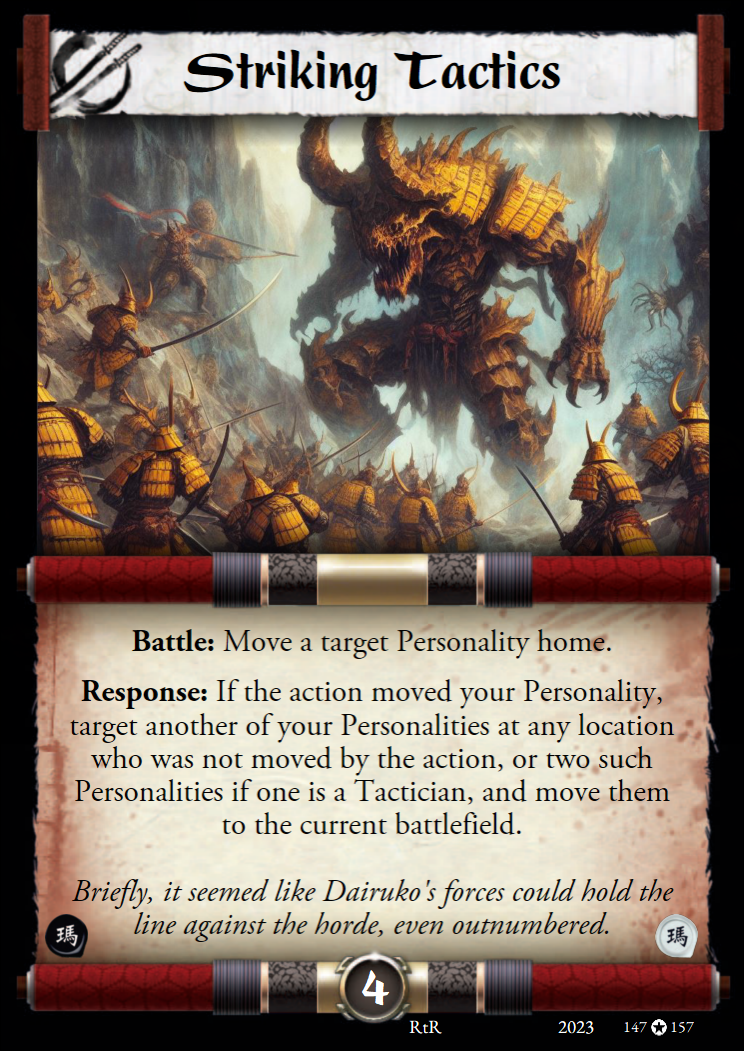 Striking Tactics
Battle: Move a target Personality home.
Response: If the action moved your Personality,
target another of your Personalities at any location
who was not moved by the action, or two such
Personalities if one is a Tactician, and move them
to the current battlefield.
Briefly, it seemed like Dairuko's forces could hold the
line against the horde, even outnumbered.
瑪 瑪
4
RtR 2023 147 ✪ 157